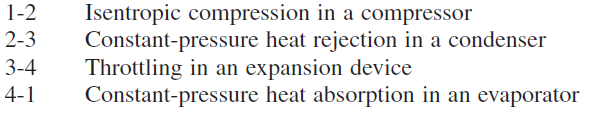 1-2 Isentropic compression in a compressor
2-3 Constant-pressure heat rejection in a condenser
3-4 Throttling in an expansion device
4-1 Constant-pressure heat absorption in an evaporator